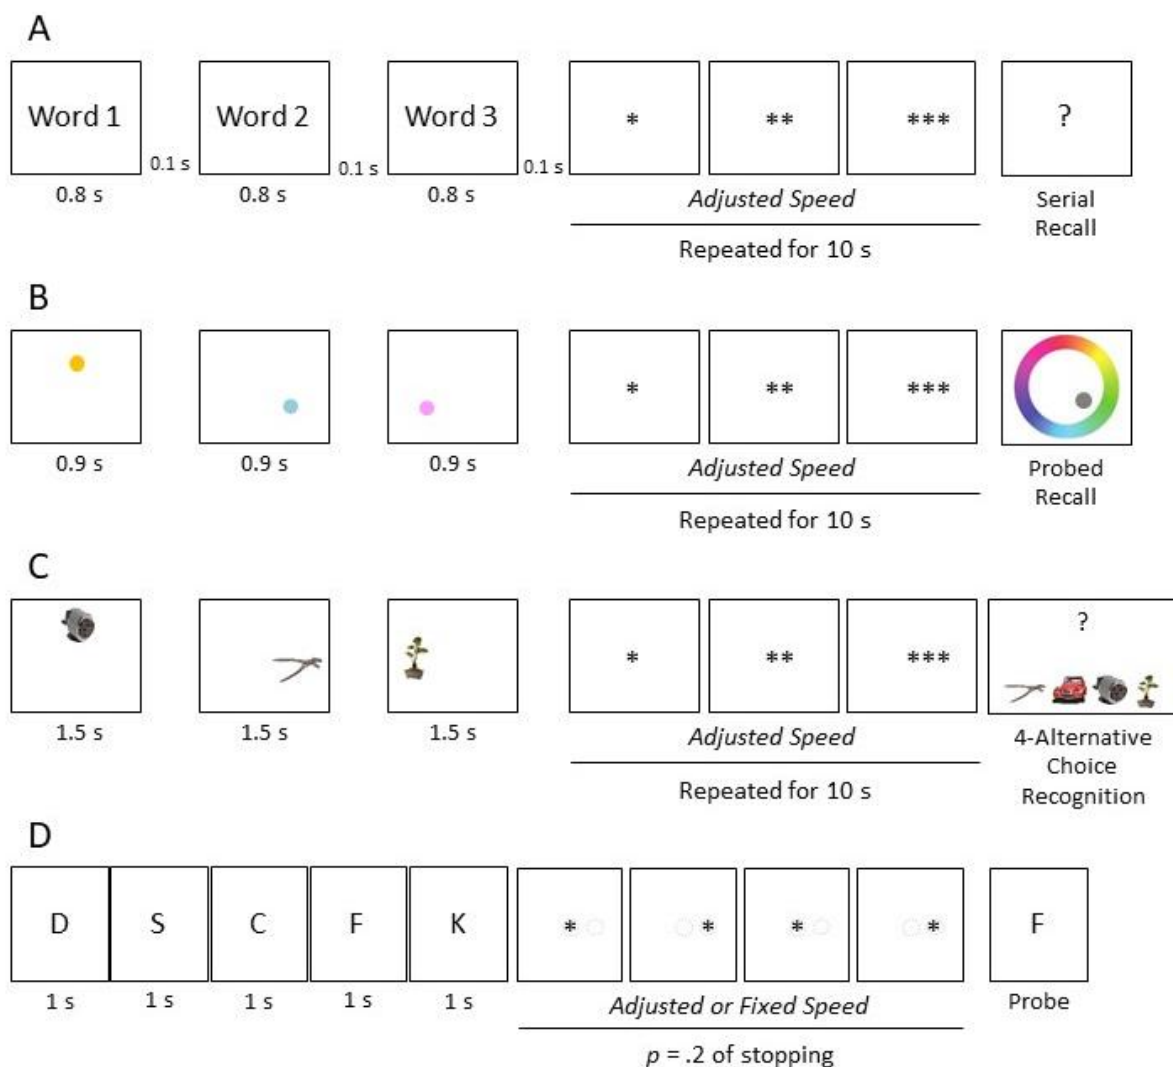 A
Word 1 Word 2 Word 3 * ** *** ?
0.1 s 0.1 s 0.1 s
0.8 s 0.8 s 0.8 s Adjusted Speed Serial
Recall
Repeated for 10 s
B
* ** ***
0.9 s 0.9 s 0.9 s Adjusted Speed Probed
Recall
Repeated for 10 s
C
?
* ** ***
1.5 s 1.5 s 1.5 s Adjusted Speed 4-Alternative
Choice
Repeated for 10 s Recognition
D
D S C F K * * * * F
1 s 1 s 1 s 1 s 1 s Adjusted or Fixed Speed Probe
p = .2 of stopping